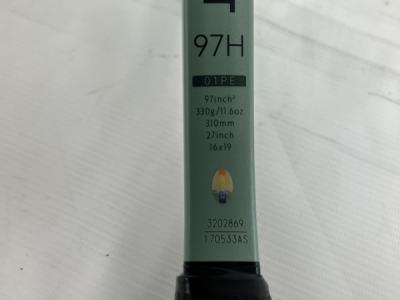 97H
01PE
97inch²
330g/11.6oz
310mm
27inch
16x19
3202869
170533AS